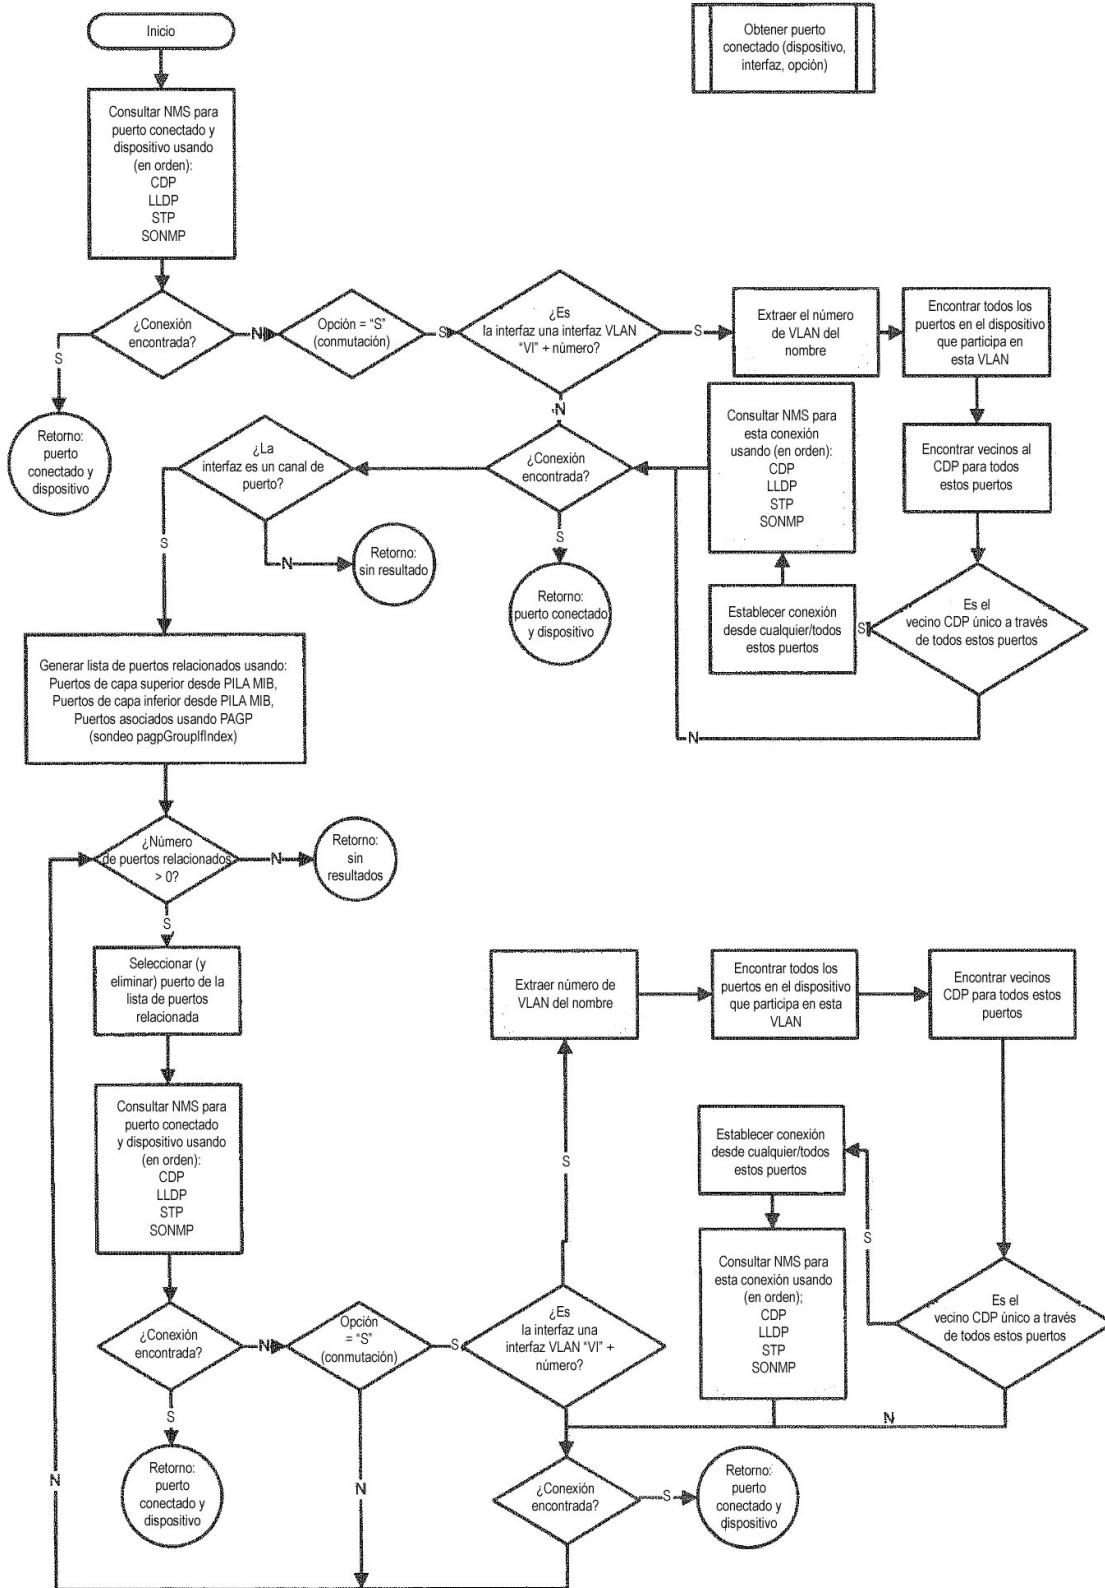 Inicio
Obtener puerto
conectado (dispositivo,
interfaz, opción)
Consultar NMS para
puerto conectado y
dispositivo usando
(en orden):
CDP
LLDP
STP
SONMP
¿Conexión
encontrada?
N
Opción = “S”
(conmutación)
S
¿Es
la interfaz una interfaz VLAN
“VI” + número?
S
Extraer el número
de VLAN del
nombre
Encontrar todos los
puertos en el dispositivo
que participa en
esta VLAN
S
Retorno:
puerto
conectado y
dispositivo
N
¿La
interfaz es un canal de
puerto?
¿Conexión
encontrada?
Consultar NMS para
esta conexión
usando (en orden):
CDP
LLDP
STP
SONMP
Encontrar vecinos al
CDP para todos
estos puertos
S
N
Retorno:
sin resultado
S
Retorno:
puerto conectado
y dispositivo
Establecer conexión
desde cualquier/todos
estos puertos
S
Es el
vecino CDP único a través
de todos estos puertos
N
Generar lista de puertos relacionados usando:
Puertos de capa superior desde PILA MIB,
Puertos de capa inferior desde PILA MIB,
Puertos asociados usando PAGP
(sondeo pagpGroupIfIndex)
¿Número
de puertos relacionados
> 0?
N
Retorno:
sin
resultados
S
Seleccionar (y
eliminar) puerto de la
lista de puertos
relacionada
Extraer número de
VLAN del nombre
Encontrar todos los
puertos en el dispositivo
que participa en esta
VLAN
Encontrar vecinos
CDP para todos estos
puertos
Consultar NMS para
puerto conectado
y dispositivo usando
(en orden):
CDP
LLDP
STP
SONMP
S
Establecer conexión
desde cualquier/todos
estos puertos
S
Consultar NMS para
esta conexión usando
(en orden);
CDP
LLDP
STP
SONMP
Es el
vecino CDP único a través
de todos estos puertos
¿Conexión
encontrada?
N
Opción
= “S”
(conmutación)
S
¿Es
la interfaz una
interfaz VLAN “VI” +
número?
N
S
Retorno:
puerto
conectado y
dispositivo
N
N
¿Conexión
encontrada?
S
Retorno:
puerto
conectado y
dispositivo